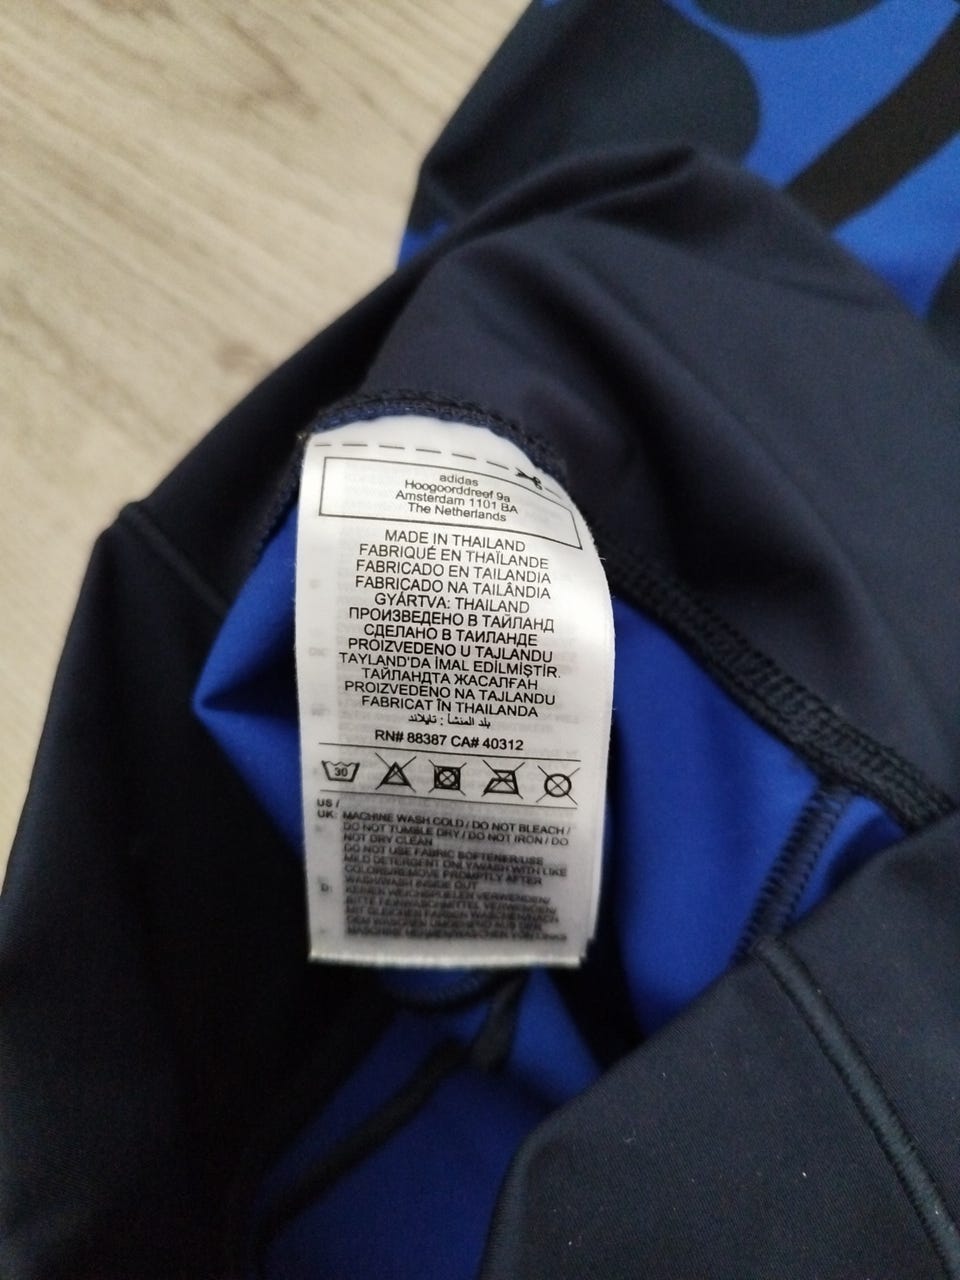 adidas
Hoogoorddreef 9a
Amsterdam 1101 BA
The Netherlands
MADE IN THAILAND
FABRIQUÉ EN THAÏLANDE
FABRICADO EN TAILANDIA
FABRICADO NA TAILÂNDIA
GYÁRTVA: THAILAND
ПРОИЗВЕДЕНО В ТАЙЛАНД
СДЕЛАНО В ТАИЛАНДЕ
PROIZVEDENO U TAJLANDU
TAYLAND'DA İMAL EDİLMİŞTİR.
ТАЙЛАНДТА ЖАСАЛҒАН
PROIZVEDENO NA TAJLANDU
FABRICAT ÎN THAILANDA
بلد المنشأ : تايلاند
RN# 88387 CA# 40312
30
US /
UK: MACHINE WASH COLD / DO NOT BLEACH /
DO NOT TUMBLE DRY / DO NOT IRON / DO
NOT DRY CLEAN
DO NOT USE FABRIC SOFTENER/USE
MILD DETERGENT ONLY/WASH WITH LIKE
COLORS/REMOVE PROMPTLY AFTER
WASH/WASH INSIDE OUT
D: KEINEN WEICHSPUELER VERWENDEN/